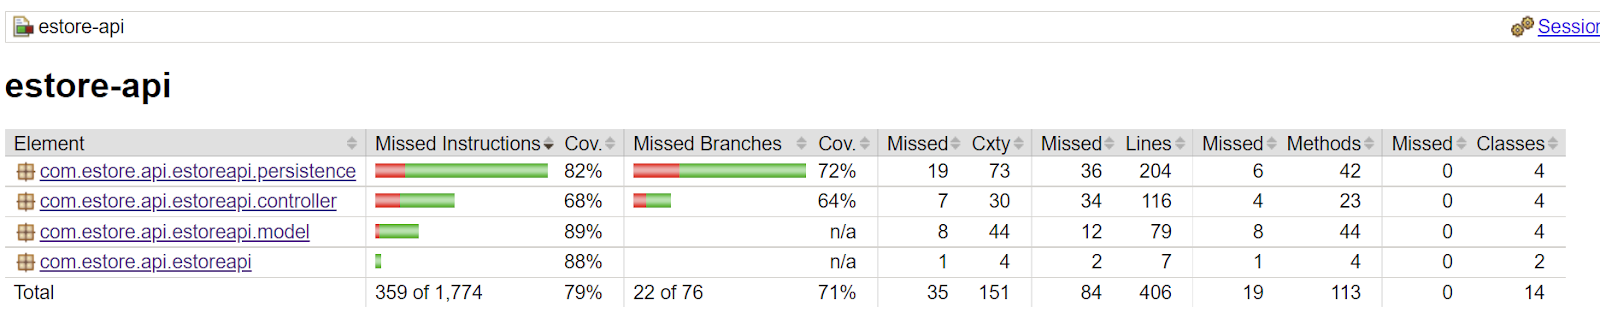 estore-api Session
estore-api
Element Missed Instructions Cov. Missed Branches Cov. Missed Cxty Missed Lines Missed Methods Missed Classes
com.estore.api.estoreapi.persistence 82% 72% 19 73 36 204 6 42 0 4
com.estore.api.estoreapi.controller 68% 64% 7 30 34 116 4 23 0 4
com.estore.api.estoreapi.model 89% n/a 8 44 12 79 8 44 0 4
com.estore.api.estoreapi 88% n/a 1 4 2 7 1 4 0 2
Total 359 of 1,774 79% 22 of 76 71% 35 151 84 406 19 113 0 14